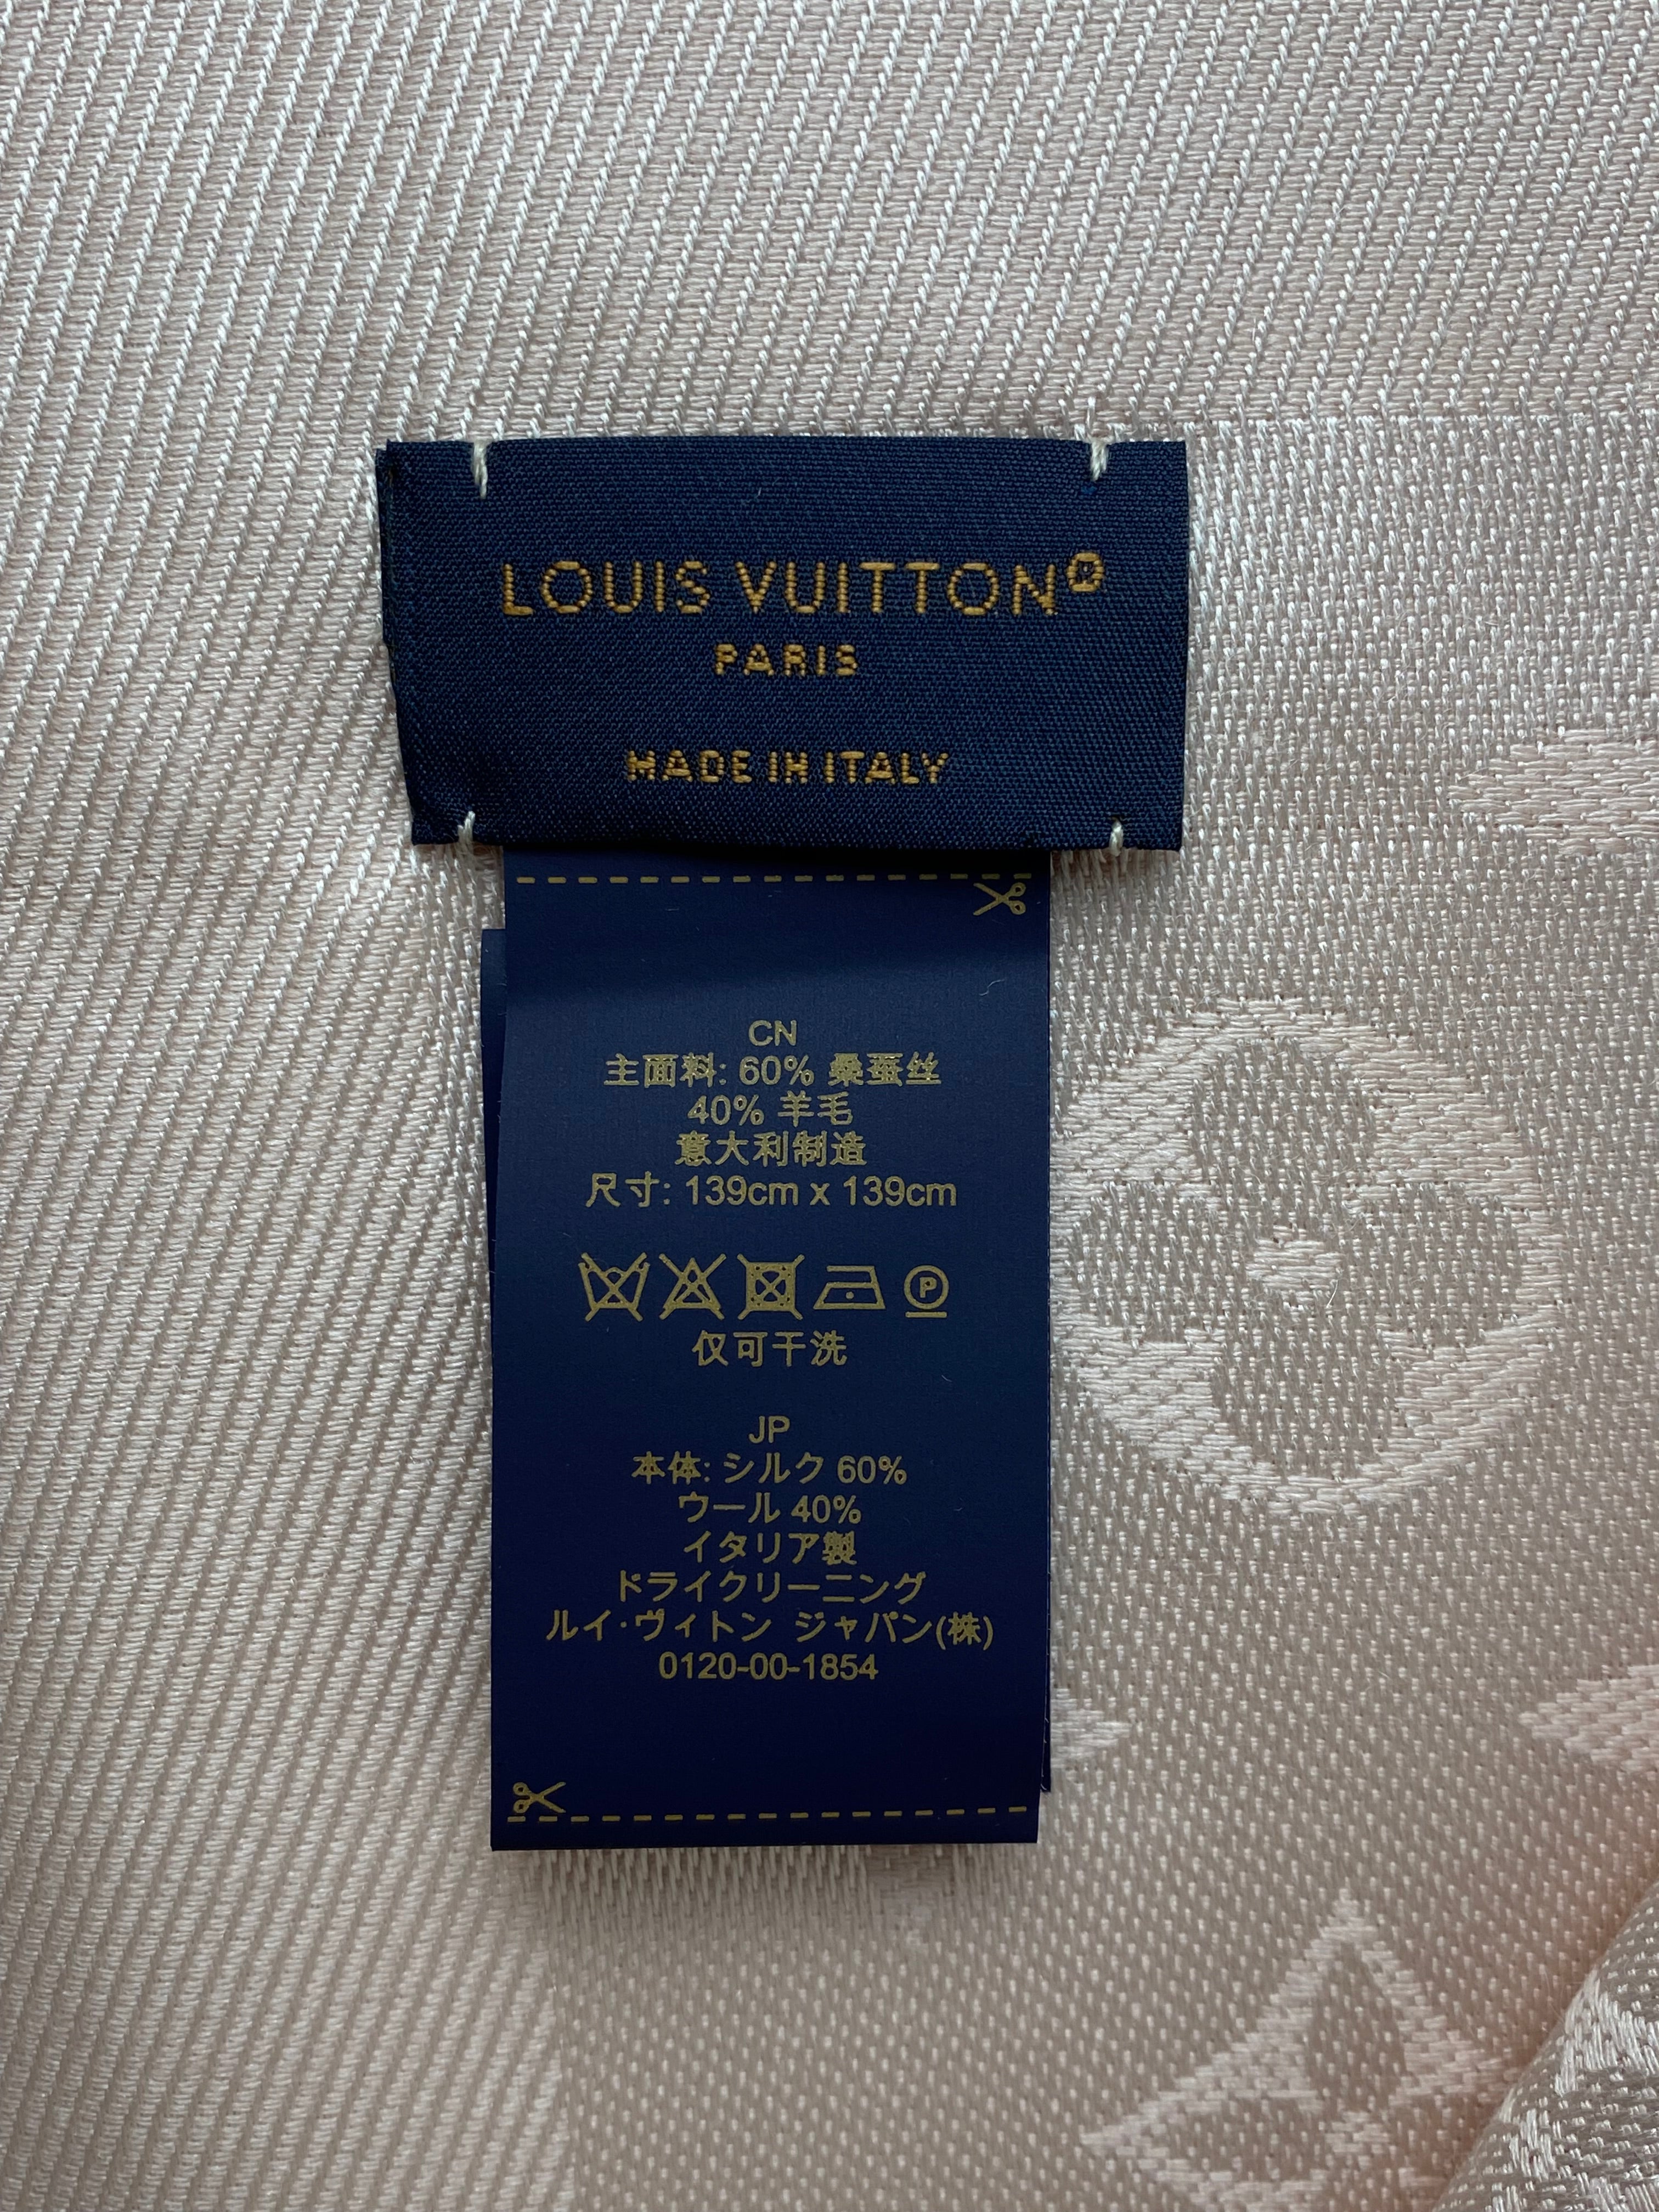 LOUIS VUITTON®
PARIS
MADE IN ITALY
CN
主面料: 60% 桑蚕丝
40% 羊毛
意大利制造
尺寸: 139cm x 139cm
P
仅可干洗
JP
本体: シルク 60%
ウール 40%
イタリア製
ドライクリーニング
ルイ·ヴィトン ジャパン(株)
0120-00-1854